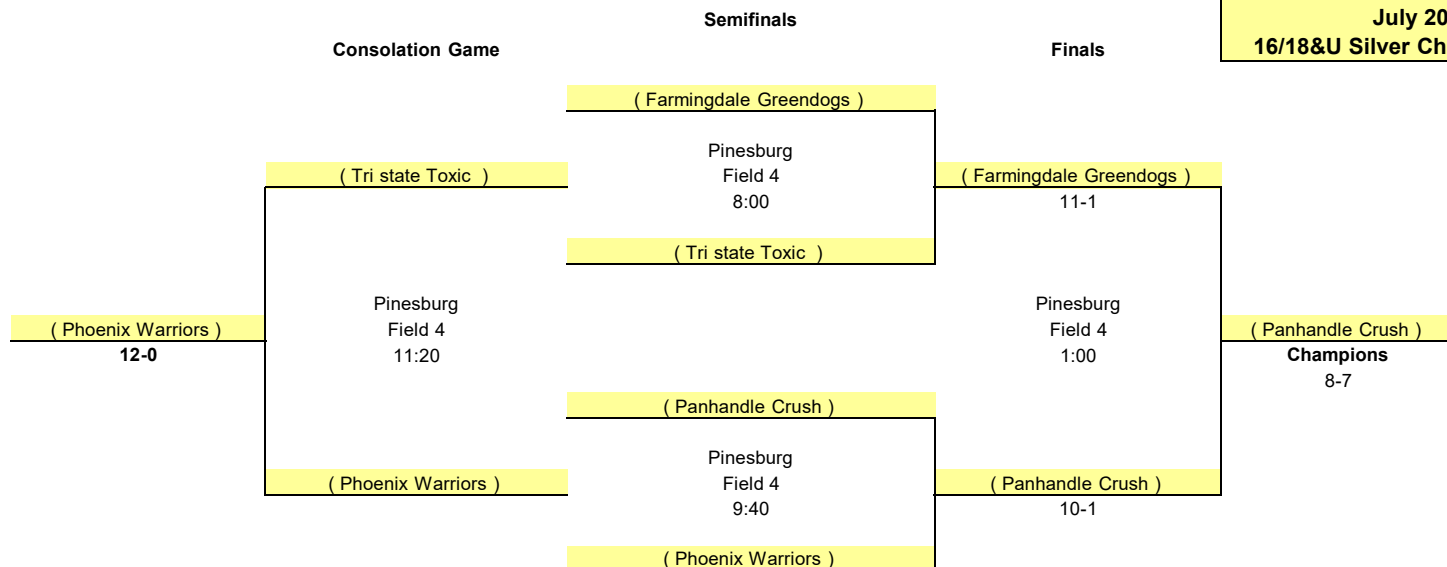 Semifinals
July 20
Consolation Game
Finals
16/18&U Silver Ch
( Farmingdale Greendogs )
Pinesburg
( Tri state Toxic )
Field 4
( Farmingdale Greendogs )
8:00
11-1
( Tri state Toxic )
Pinesburg
Pinesburg
( Phoenix Warriors )
Field 4
Field 4
( Panhandle Crush )
12-0
11:20
1:00
Champions
8-7
( Panhandle Crush )
Pinesburg
( Phoenix Warriors )
Field 4
( Panhandle Crush )
9:40
10-1
( Phoenix Warriors )